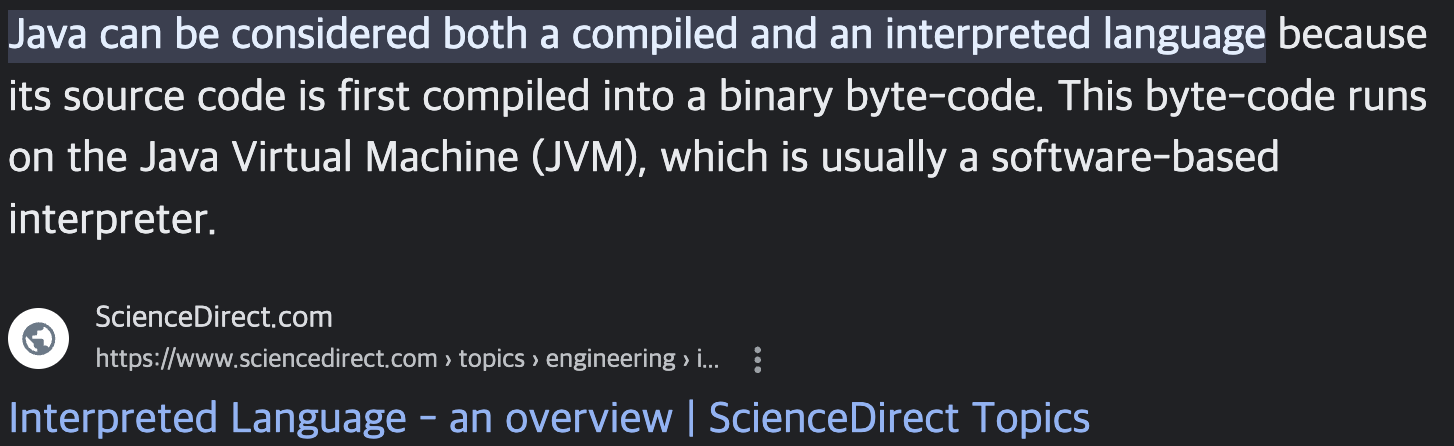 Java can be considered both a compiled and an interpreted language because
its source code is first compiled into a binary byte-code. This byte-code runs
on the Java Virtual Machine (JVM), which is usually a software-based
interpreter.
ScienceDirect.com
https://www.sciencedirect.com › topics › engineering › i...
Interpreted Language - an overview | ScienceDirect Topics